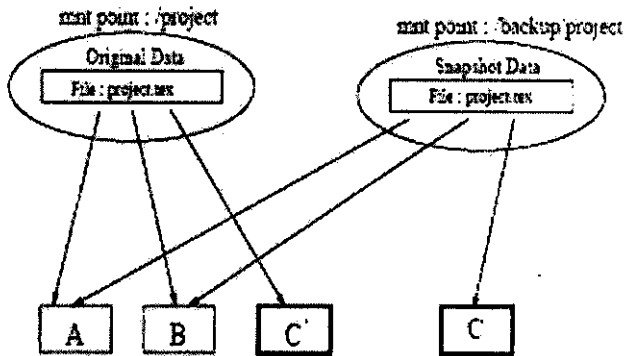 mnt point : /project
Original Data
File : project.tex
mnt point : /backup/project
Snapshot Data
File : project.tex
A
B
C'
C